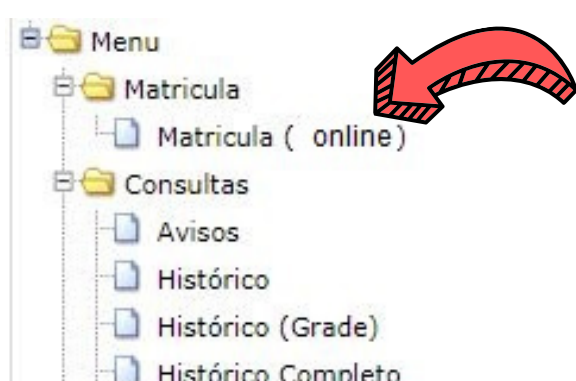 Menu
Matricula
Matricula ( online )
Consultas
Avisos
Histórico
Histórico (Grade)
Histórico Completo